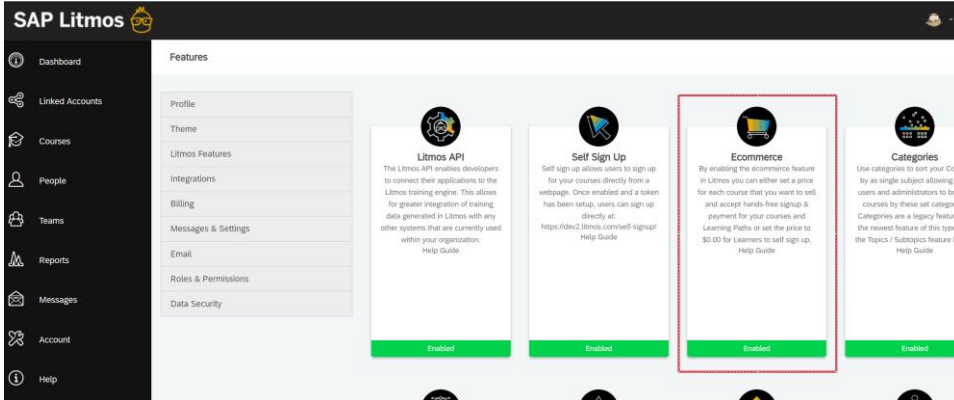 SAP Litmos
Dashboard
Linked Accounts
Courses
People
Teams
Reports
Messages
Account
Help
Features
Profile
Theme
Litmos Features
Integrations
Billing
Messages & Settings
Email
Roles & Permissions
Data Security
Litmos API
The Litmos API enables developers
to connect their applications to the
Litmos training engine. This allows
for greater integration of training
data generated in Litmos with any
other systems that are currently used
within your organization.
Help Guide
Enabled
Self Sign Up
Self sign up allows users to sign up
for your courses directly from a
webpage. Once enabled and a token
has been setup, users can sign up
directly at:
https://dev2.litmos.com/self-signup/
Help Guide
Enabled
Ecommerce
By enabling the ecommerce feature
in Litmos you can either set a price
for each course that you want to sell
and accept hands-free signup &
payment for your courses and
Learning Paths or set the price to
$0.00 for Learners to self sign up.
Help Guide
Enabled
Categories
Use categories to sort your Co
by as single subject allowing
users and administrators to br
courses by these set categor
Categories are a legacy featur
the newest feature of this type
the Topics / Subtopics feature
Help Guide
Enabled